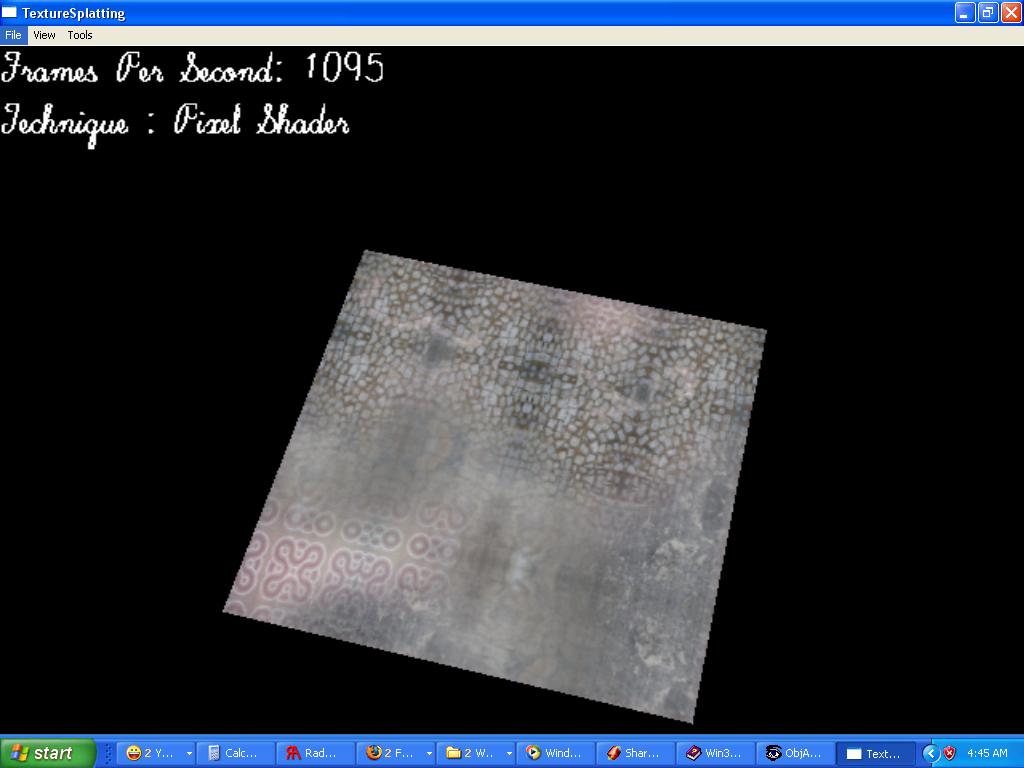 TextureSplatting
File View Tools
Frames Per Second: 1095
Technique : Pixel Shader
start 2 Y... Calc... Rad... 2 F... 2 W... Wind... Shar... Win3... ObjA... Text... 4:45 AM